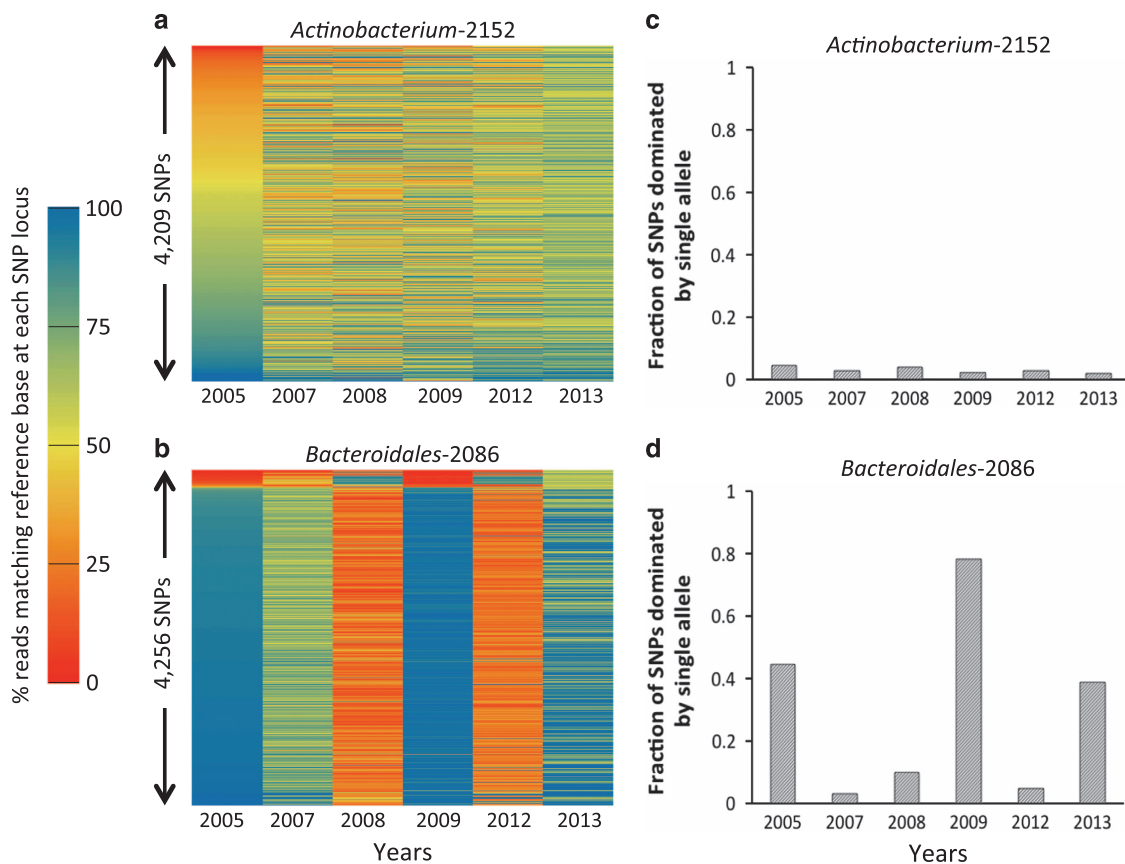 a
Actinobacterium-2152
4,209 SNPs
2005 2007 2008 2009 2012 2013
% reads matching reference base at each SNP locus
100
75
50
25
0
b
Bacteroidales-2086
4,256 SNPs
2005 2007 2008 2009 2012 2013
Years
c
Actinobacterium-2152
Fraction of SNPs dominated
by single allele
1
0.8
0.6
0.4
0.2
0
2005 2007 2008 2009 2012 2013
d
Bacteroidales-2086
Fraction of SNPs dominated
by single allele
1
0.8
0.6
0.4
0.2
0
2005 2007 2008 2009 2012 2013
Years